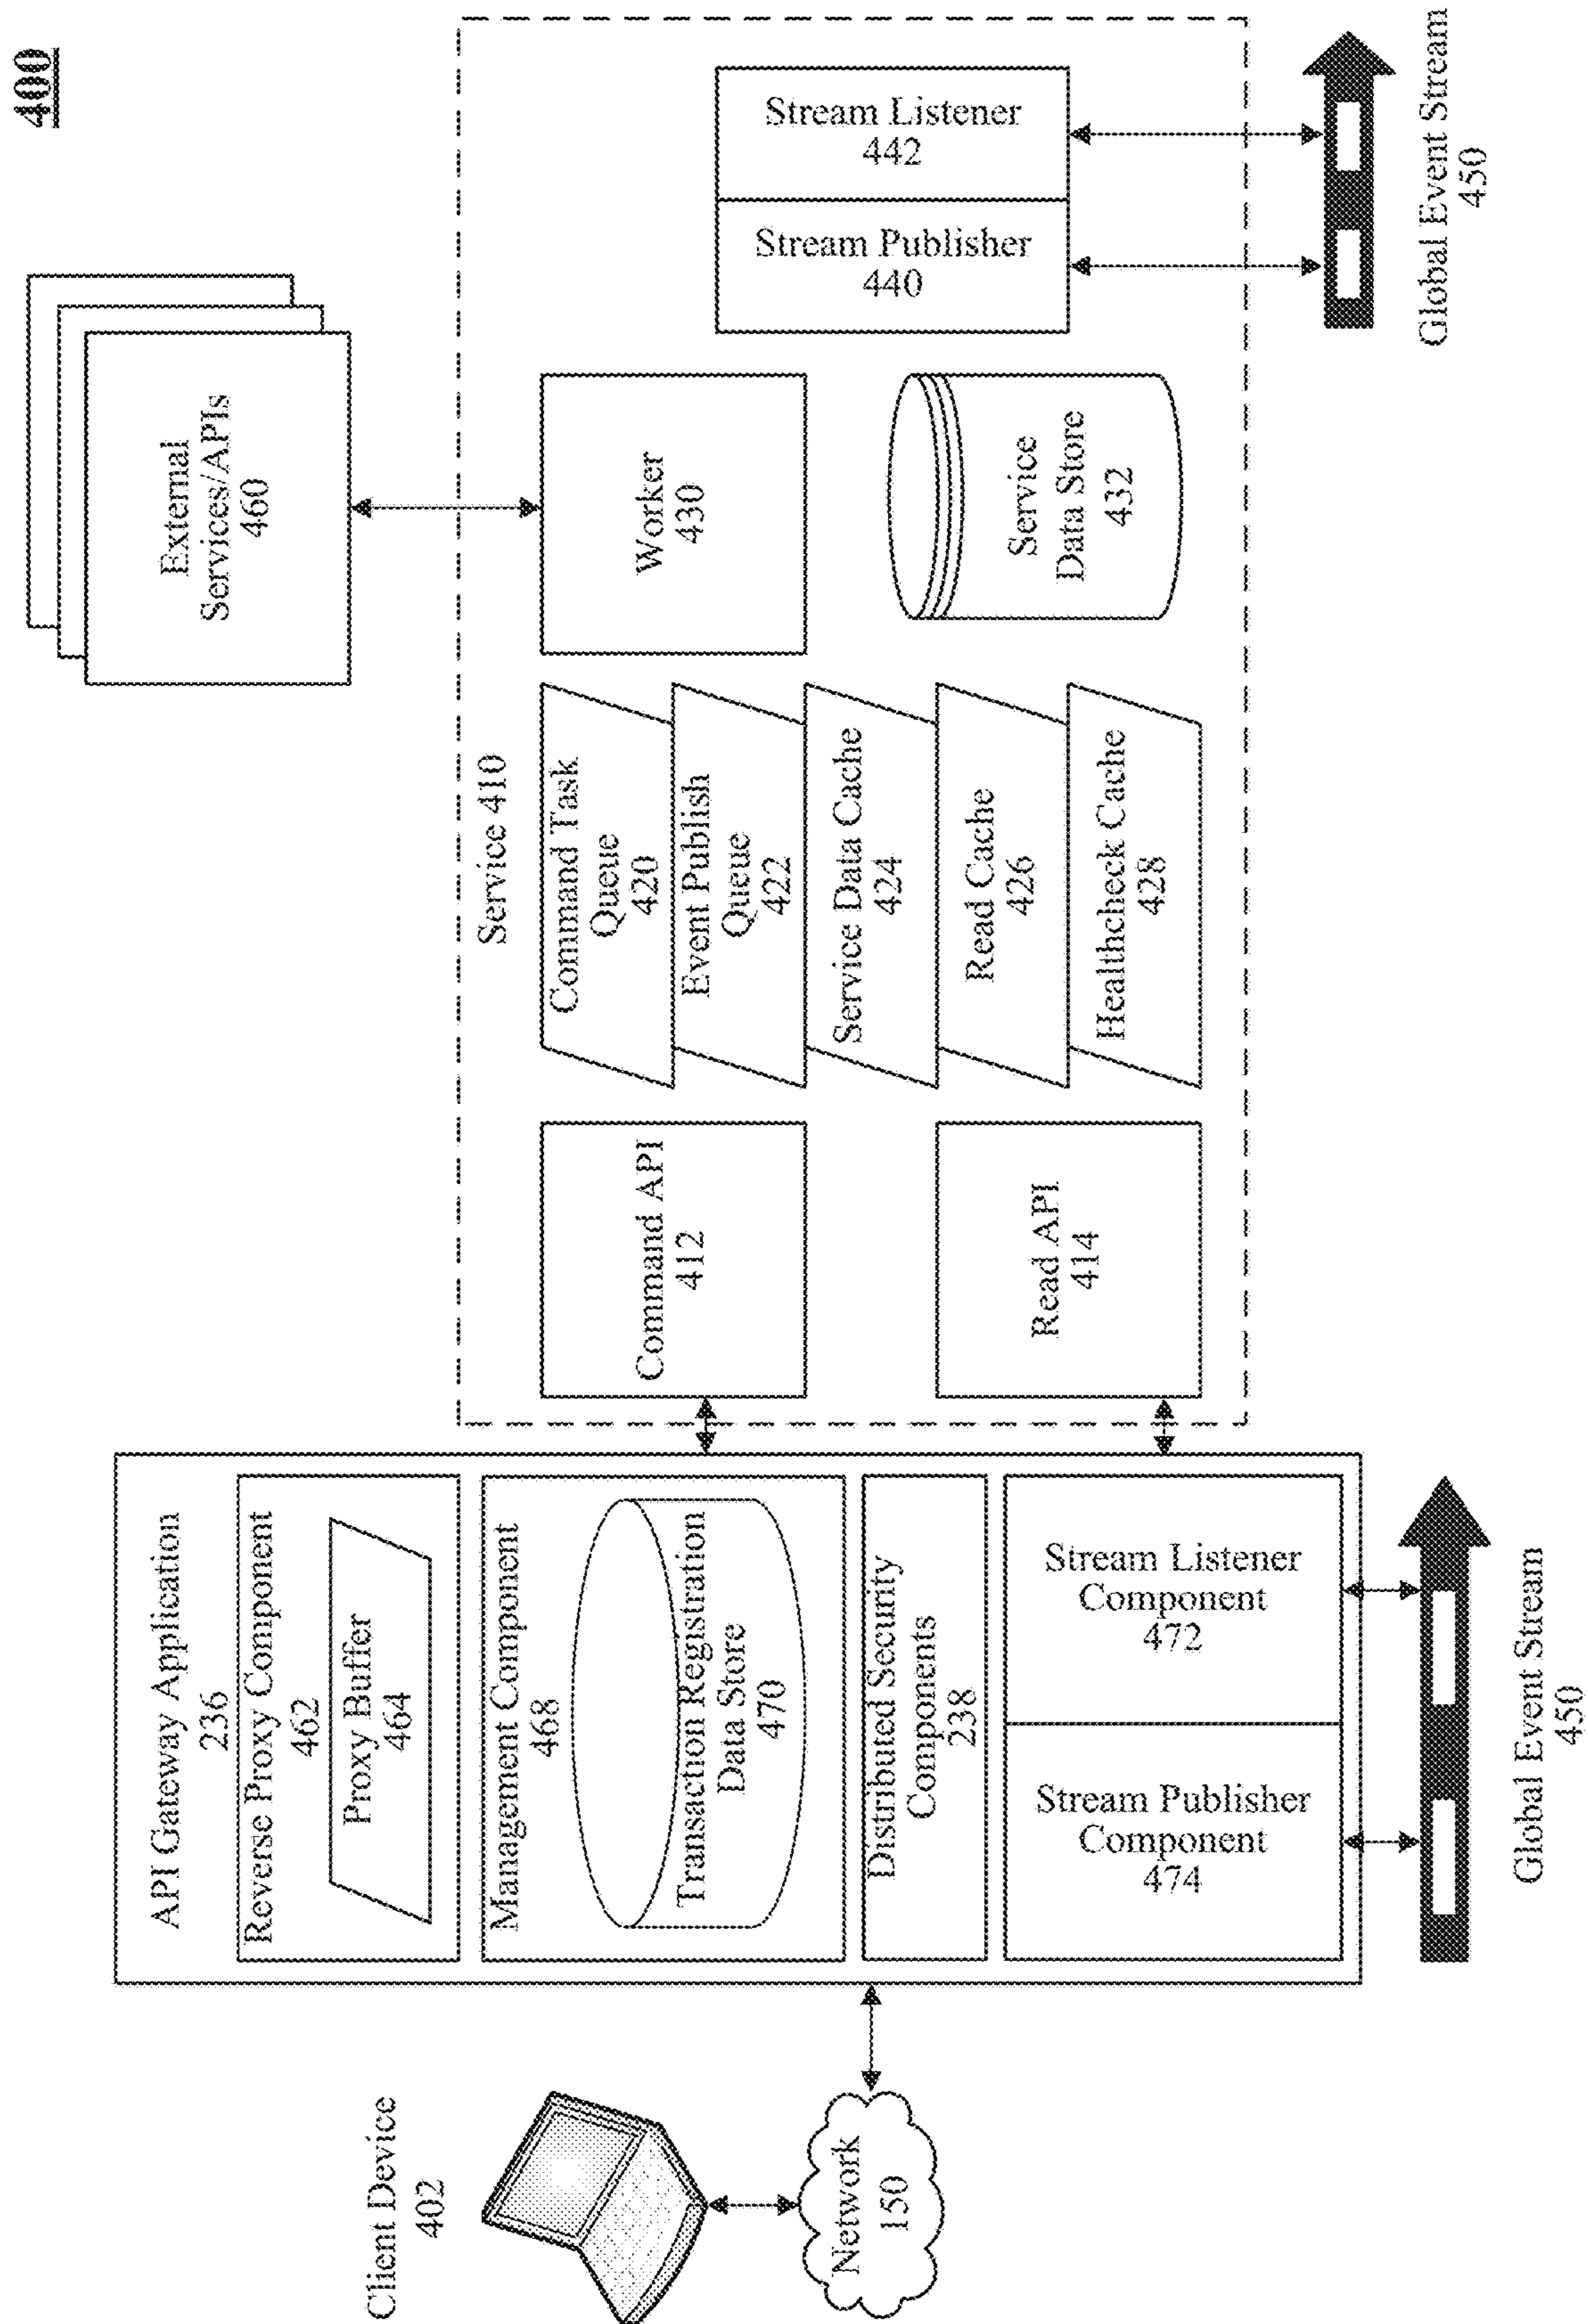 400
Client Device
402
Network
150
API Gateway Application
236
Reverse Proxy Component
462
Proxy Buffer
464
Management Component
468
Transaction Registration
Data Store
470
Distributed Security
Components
238
Stream Publisher
Component
474
Stream Listener
Component
472
Global Event Stream
450
Service 410
Command API
412
Read API
414
Command Task
Queue
420
Event Publish
Queue
422
Service Data Cache
424
Read Cache
426
Healthcheck Cache
428
External
Services/APIs
460
Worker
430
Service
Data Store
432
Stream Publisher
440
Stream Listener
442
Global Event Stream
450